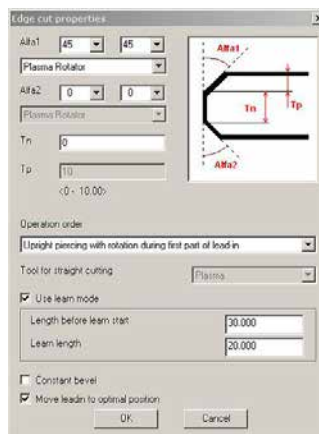 Edge cut properties
Alfa1 45 45
Plasma Rotator
Alfa2 0 0
Plasma Rotator
Tn 0
Tp 10
<0 - 10.00>
Alfa1
Tn
Tp
Alfa2
Operation order
Upright piercing with rotation during first part of lead-in
Tool for straight cutting Plasma
Use learn mode
Length before learn start 30.000
Learn length 20.000
Constant bevel
Move leadin to optimal position
OK Cancel